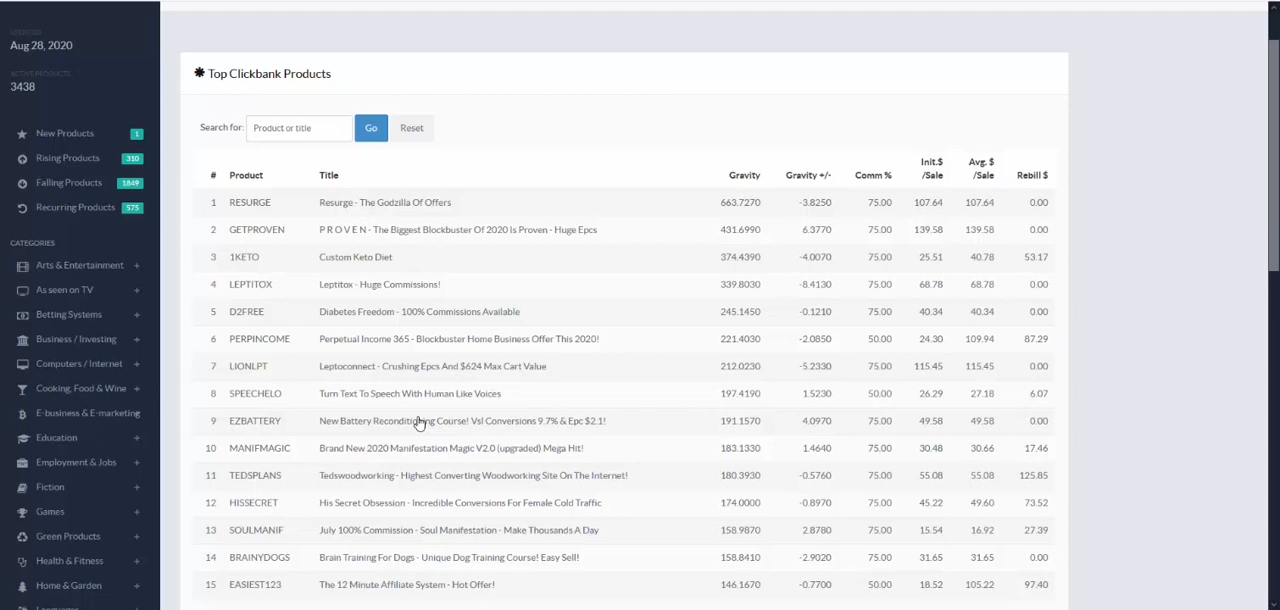 UPDATED
Aug 28, 2020
ACTIVE PRODUCTS
3438
New Products 1
Rising Products 310
Falling Products 1849
Recurring Products 575
CATEGORIES
Arts & Entertainment +
As seen on TV +
Betting Systems +
Business / Investing +
Computers / Internet +
Cooking, Food & Wine +
E-business & E-marketing
Education +
Employment & Jobs +
Fiction +
Games +
Green Products +
Health & Fitness +
Home & Garden +
Languages
Top Clickbank Products
Search for: Product or title Go Reset
# Product Title Gravity Gravity +/- Comm % Init.$ /Sale Avg. $ /Sale Rebill $
1 RESURGE Resurge - The Godzilla Of Offers 663.7270 -3.8250 75.00 107.64 107.64 0.00
2 GETPROVEN P R O V E N - The Biggest Blockbuster Of 2020 Is Proven - Huge Epcs 431.6990 6.3770 75.00 139.58 139.58 0.00
3 1KETO Custom Keto Diet 374.4390 -4.0070 75.00 25.51 40.78 53.17
4 LEPTITOX Leptitox - Huge Commissions! 339.8030 -8.4130 75.00 68.78 68.78 0.00
5 D2FREE Diabetes Freedom - 100% Commissions Available 245.1450 -0.1210 75.00 40.34 40.34 0.00
6 PERPINCOME Perpetual Income 365 - Blockbuster Home Business Offer This 2020! 221.4030 -2.0850 50.00 24.30 109.94 87.29
7 LIONLPT Leptoconnect - Crushing Epcs And $624 Max Cart Value 212.0230 -5.2330 75.00 115.45 115.45 0.00
8 SPEECHELO Turn Text To Speech With Human Like Voices 197.4190 1.5230 50.00 26.29 27.18 6.07
9 EZBATTERY New Battery Reconditioning Course! Vsl Conversions 9.7% & Epc $2.1! 191.1570 4.0970 75.00 49.58 49.58 0.00
10 MANIFMAGIC Brand New 2020 Manifestation Magic V2.0 (upgraded) Mega Hit! 183.1330 1.4640 75.00 30.48 30.66 17.46
11 TEDSPLANS Tedswoodworking - Highest Converting Woodworking Site On The Internet! 180.3930 -0.5760 75.00 55.08 55.08 125.85
12 HISSECRET His Secret Obsession - Incredible Conversions For Female Cold Traffic 174.0000 -0.8970 75.00 45.22 49.60 73.52
13 SOULMANIF July 100% Commission - Soul Manifestation - Make Thousands A Day 158.9870 2.8780 75.00 15.54 16.92 27.39
14 BRAINYDOGS Brain Training For Dogs - Unique Dog Training Course! Easy Sell! 158.8410 -2.9020 75.00 31.65 31.65 0.00
15 EASIEST123 The 12 Minute Affiliate System - Hot Offer! 146.1670 -0.7700 50.00 18.52 105.22 97.40